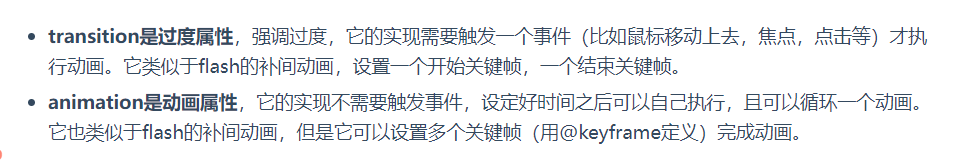 transition是过度属性，强调过度，它的实现需要触发一个事件（比如鼠标移动上去，焦点，点击等）才执
行动画。它类似于flash的补间动画，设置一个开始关键帧，一个结束关键帧。
animation是动画属性，它的实现不需要触发事件，设定好时间之后可以自己执行，且可以循环一个动画。
它也类似于flash的补间动画，但是它可以设置多个关键帧（用@keyframe定义）完成动画。